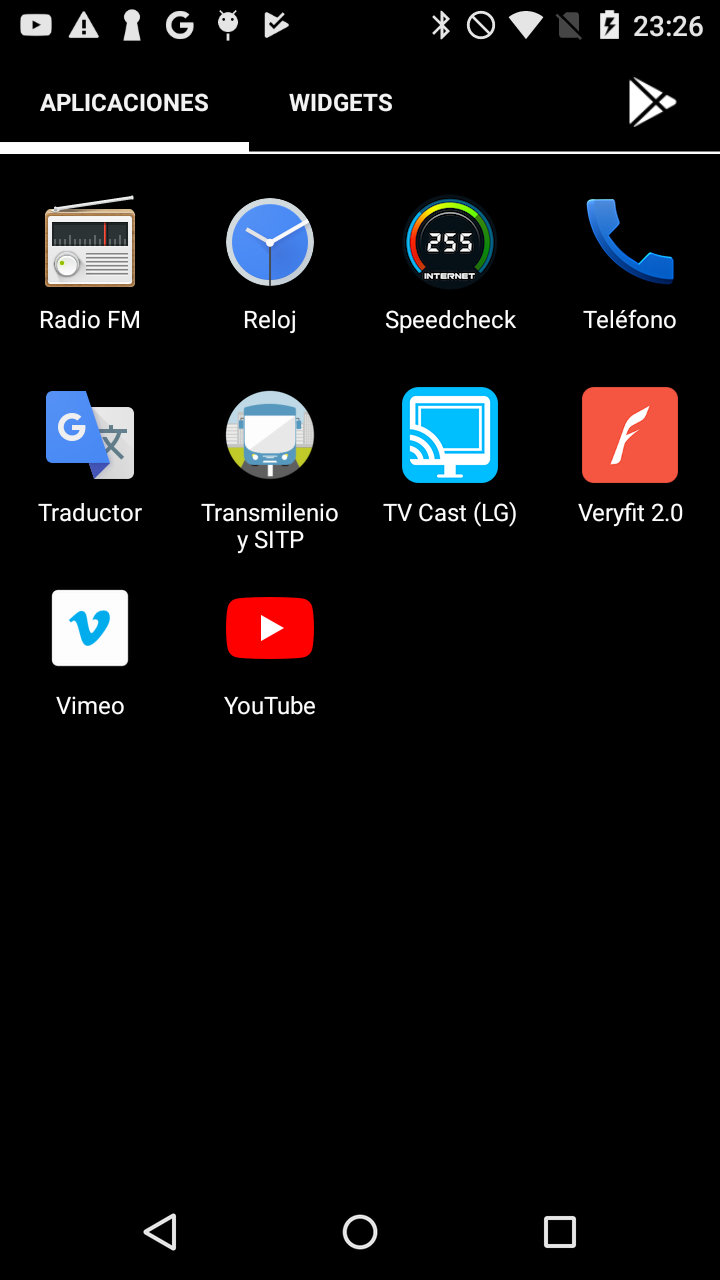 23:26
APLICACIONES WIDGETS
255
INTERNET
Radio FM Reloj Speedcheck Teléfono
G 文
Traductor Transmilenio y SITP TV Cast (LG) Veryfit 2.0
Vimeo YouTube